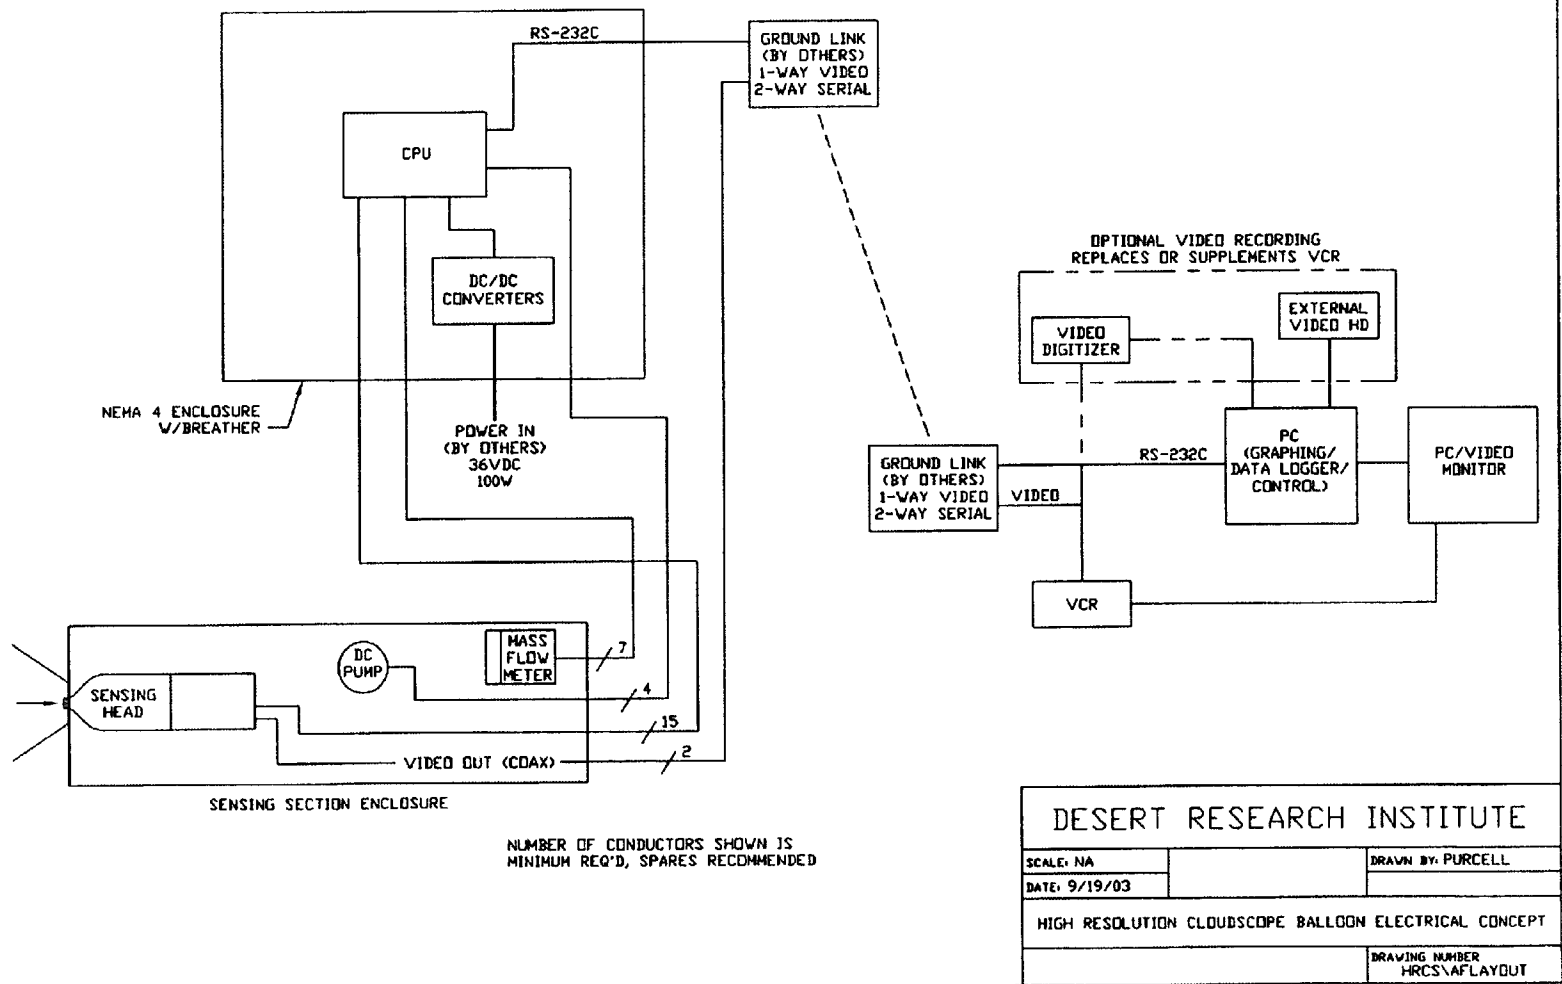 RS-232C
GROUND LINK
(BY OTHERS)
1-WAY VIDEO
2-WAY SERIAL
CPU
DC/DC
CONVERTERS
NEMA 4 ENCLOSURE
W/BREATHER
POWER IN
(BY OTHERS)
36VDC
100W
OPTIONAL VIDEO RECORDING
REPLACES OR SUPPLEMENTS VCR
VIDEO
DIGITIZER
EXTERNAL
VIDEO HD
GROUND LINK
(BY OTHERS)
1-WAY VIDEO
2-WAY SERIAL
RS-232C
VIDEO
PC
(GRAPHING/
DATA LOGGER/
CONTROL)
PC/VIDEO
MONITOR
VCR
SENSING
HEAD
DC
PUMP
MASS
FLOW
METER
7
4
15
2
VIDEO OUT (COAX)
SENSING SECTION ENCLOSURE
NUMBER OF CONDUCTORS SHOWN IS
MINIMUM REQ'D, SPARES RECOMMENDED
DESERT RESEARCH INSTITUTE
SCALE: NA
DRAWN BY: PURCELL
DATE: 9/19/03
HIGH RESOLUTION CLOUDSCOPE BALLOON ELECTRICAL CONCEPT
DRAWING NUMBER
HRCS\AFLAYOUT